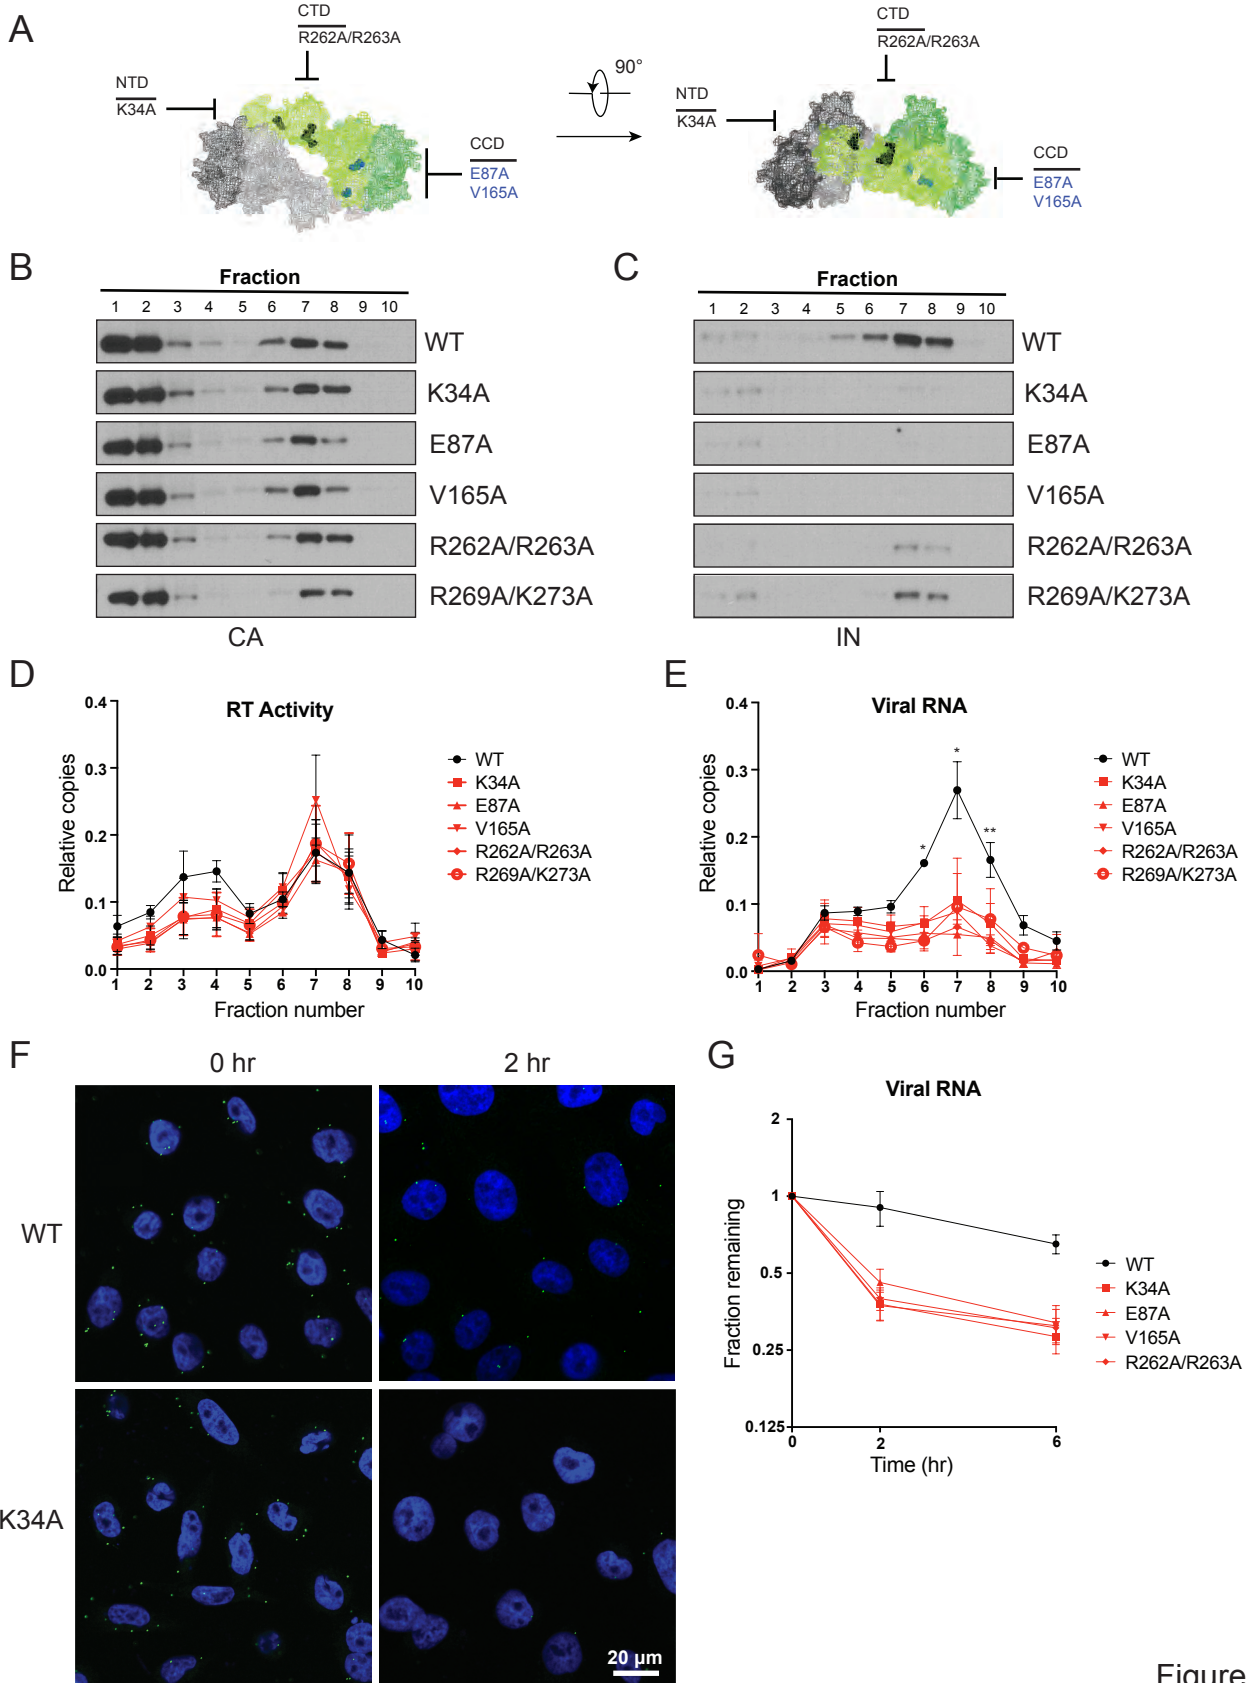 A
CTD
R262A/R263A
NTD
K34A
CCD
E87A
V165A
90°
CTD
R262A/R263A
NTD
K34A
CCD
E87A
V165A
B
Fraction
1 2 3 4 5 6 7 8 9 10
WT
K34A
E87A
V165A
R262A/R263A
R269A/K273A
CA
C
Fraction
1 2 3 4 5 6 7 8 9 10
WT
K34A
E87A
V165A
R262A/R263A
R269A/K273A
IN
D
RT Activity
Relative copies
0.4
0.3
0.2
0.1
0.0
1 2 3 4 5 6 7 8 9 10
Fraction number
WT
K34A
E87A
V165A
R262A/R263A
R269A/K273A
E
Viral RNA
Relative copies
0.4
0.3
0.2
0.1
0.0
* * **
1 2 3 4 5 6 7 8 9 10
Fraction number
WT
K34A
E87A
V165A
R262A/R263A
R269A/K273A
F
0 hr 2 hr
WT
K34A
20 µm
G
Viral RNA
Fraction remaining
2
1
0.5
0.25
0.125
0 2 6
Time (hr)
WT
K34A
E87A
V165A
R262A/R263A
Figure